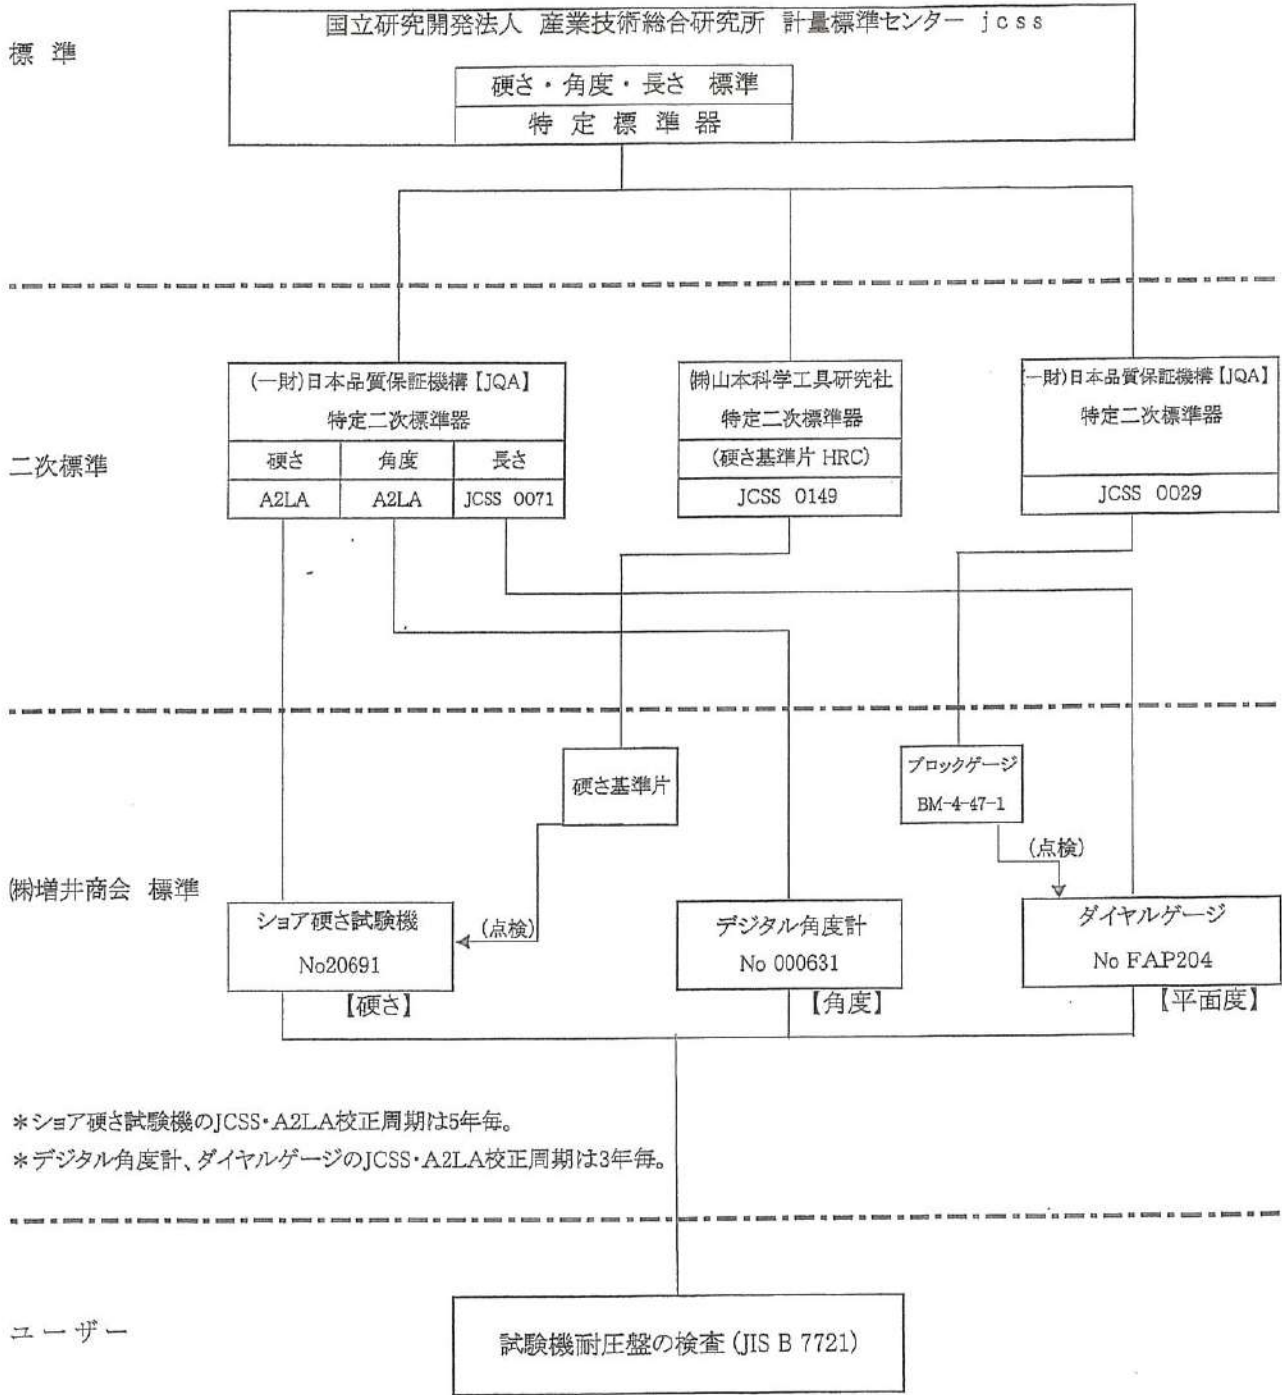 国立研究開発法人 産業技術総合研究所 計量標準センター jcss
標 準
硬さ・角度・長さ 標準
特 定 標 準 器
(一財)日本品質保証機構【JQA】
特定二次標準器
硬さ 角度 長さ
A2LA A2LA JCSS 0071
㈱山本科学工具研究社
特定二次標準器
(硬さ基準片 HRC)
JCSS 0149
(一財)日本品質保証機構【JQA】
特定二次標準器
JCSS 0029
二次標準
硬さ基準片
ブロックゲージ
BM-4-47-1
(点検)
㈱増井商会 標準
ショア硬さ試験機
No20691
(点検)
【硬さ】
デジタル角度計
No 000631
【角度】
ダイヤルゲージ
No FAP204
【平面度】
*ショア硬さ試験機のJCSS・A2LA校正周期は5年毎。
*デジタル角度計、ダイヤルゲージのJCSS・A2LA校正周期は3年毎。
ユーザー
試験機耐圧盤の検査(JIS B 7721)